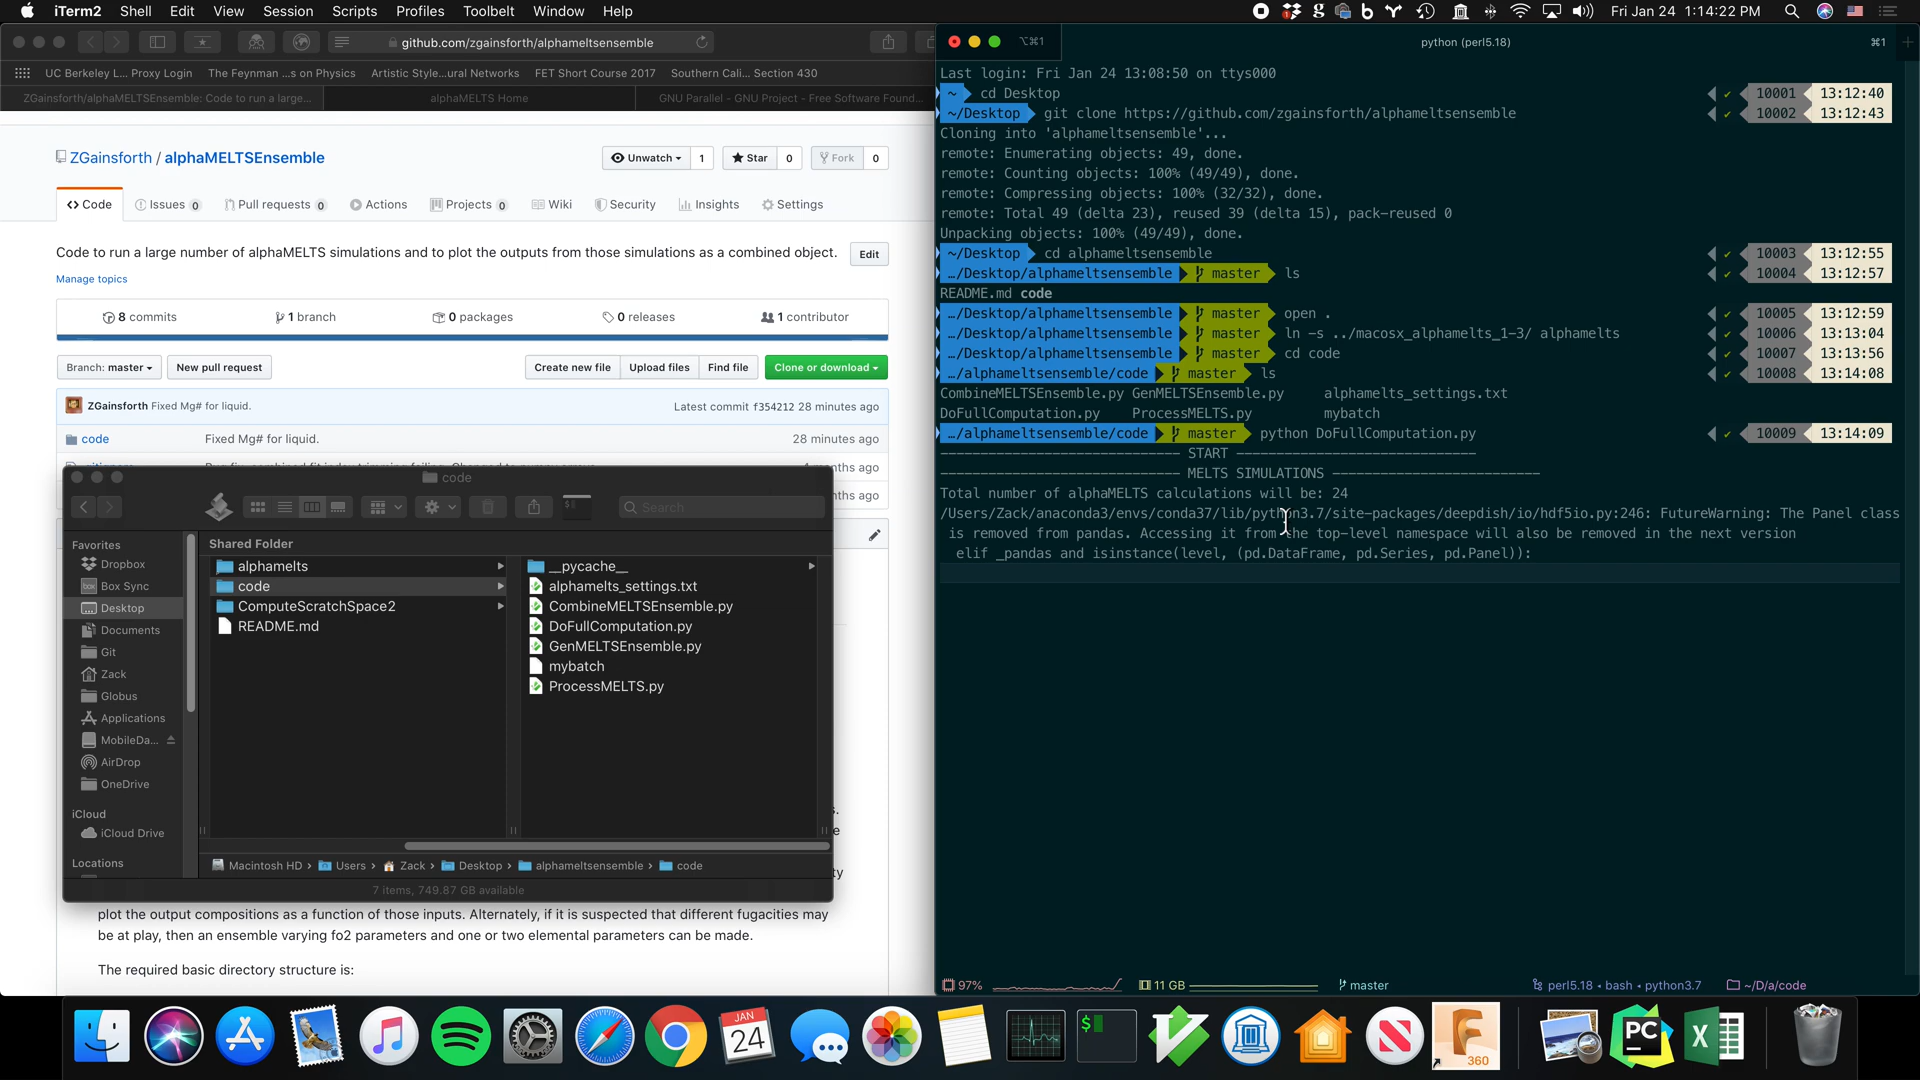 iTerm2 Shell Edit View Session Scripts Profiles Toolbelt Window Help
Fri Jan 24 1:14:22 PM
github.com/zgainsforth/alphameltsensemble
UC Berkeley L... Proxy Login The Feynman ...s on Physics Artistic Style...ural Networks FET Short Course 2017 Southern Cali... Section 430
ZGainsforth/alphaMELTSEnsemble: Code to run a large... alphaMELTS Home GNU Parallel - GNU Project - Free Software Foun...
ZGainsforth / alphaMELTSEnsemble
Unwatch 1 Star 0 Fork 0
Code Issues 0 Pull requests 0 Actions Projects 0 Wiki Security Insights Settings
Code to run a large number of alphaMELTS simulations and to plot the outputs from those simulations as a combined object. Edit
Manage topics
8 commits 1 branch 0 packages 0 releases 1 contributor
Branch: master New pull request Create new file Upload files Find file Clone or download
ZGainsforth Fixed Mg# for liquid. Latest commit f354212 28 minutes ago
code Fixed Mg# for liquid. 28 minutes ago
code
Search
Favorites
Dropbox
Box Sync
Desktop
Documents
Git
Zack
Globus
Applications
MobileDa...
AirDrop
OneDrive
iCloud
iCloud Drive
Locations
Shared Folder
alphamelts
code
ComputeScratchSpace2
README.md
__pycache__
alphamelts_settings.txt
CombineMELTSEnsemble.py
DoFullComputation.py
GenMELTSEnsemble.py
mybatch
ProcessMELTS.py
Macintosh HD › Users › Zack › Desktop › alphameltsensemble › code
7 items, 749.87 GB available
plot the output compositions as a function of those inputs. Alternately, if it is suspected that different fugacities may
be at play, then an ensemble varying fo2 parameters and one or two elemental parameters can be made.
The required basic directory structure is:
⌥⌘1 python (perl5.18) ⌘1
Last login: Fri Jan 24 13:08:50 on ttys000
~ cd Desktop ✓ 10001 13:12:40
~/Desktop git clone https://github.com/zgainsforth/alphameltsensemble ✓ 10002 13:12:43
Cloning into 'alphameltsensemble'...
remote: Enumerating objects: 49, done.
remote: Counting objects: 100% (49/49), done.
remote: Compressing objects: 100% (32/32), done.
remote: Total 49 (delta 23), reused 39 (delta 15), pack-reused 0
Unpacking objects: 100% (49/49), done.
~/Desktop cd alphameltsensemble ✓ 10003 13:12:55
…/Desktop/alphameltsensemble master ls ✓ 10004 13:12:57
README.md code
…/Desktop/alphameltsensemble master open . ✓ 10005 13:12:59
…/Desktop/alphameltsensemble master ln -s ../macosx_alphamelts_1-3/ alphamelts ✓ 10006 13:13:04
…/Desktop/alphameltsensemble master cd code ✓ 10007 13:13:56
…/alphameltsensemble/code master ls ✓ 10008 13:14:08
CombineMELTSEnsemble.py GenMELTSEnsemble.py alphamelts_settings.txt
DoFullComputation.py ProcessMELTS.py mybatch
…/alphameltsensemble/code master python DoFullComputation.py ✓ 10009 13:14:09
------------------------------ START ------------------------------
------------------------------ MELTS SIMULATIONS --------------------------
Total number of alphaMELTS calculations will be: 24
/Users/Zack/anaconda3/envs/conda37/lib/python3.7/site-packages/deepdish/io/hdf5io.py:246: FutureWarning: The Panel class
is removed from pandas. Accessing it from the top-level namespace will also be removed in the next version
elif _pandas and isinstance(level, (pd.DataFrame, pd.Series, pd.Panel)):
97% 11 GB master perl5.18 • bash • python3.7 ~/D/a/code
JAN
24
$
N
360
PC
X